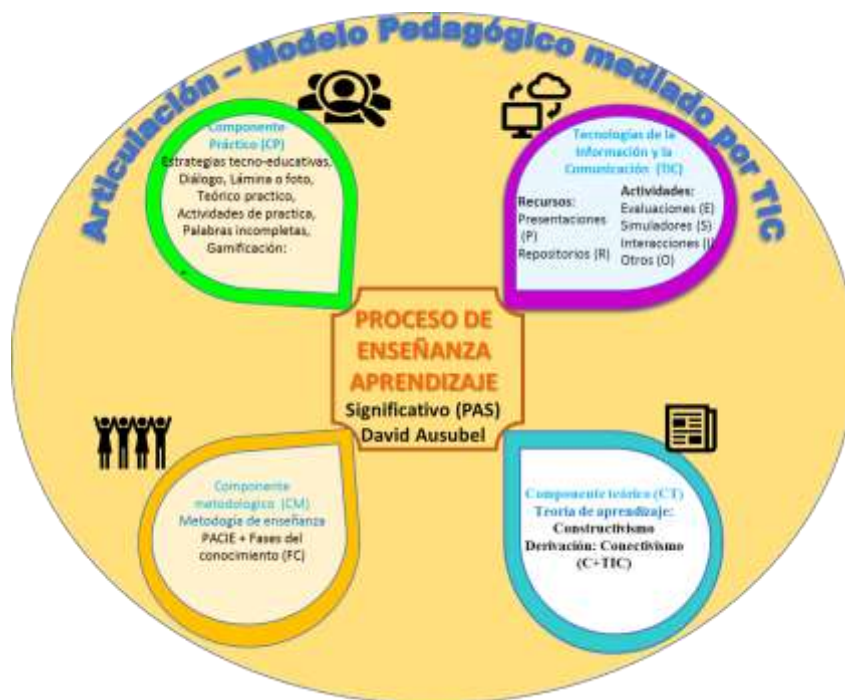 Articulación – Modelo Pedagógico mediado por TIC
Componente
Práctico (CP)
Estrategias tecno-educativas,
Diálogo, Lámina o foto,
Teórico practico,
Actividades de practica,
Palabras incompletas,
Gamificación:
Tecnologías de la
Información y la
Comunicación (TIC)
Recursos:
Presentaciones
(P)
Repositorios (R)
Actividades:
Evaluaciones (E)
Simuladores (S)
Interacciones (I)
Otros (O)
PROCESO DE
ENSEÑANZA
APRENDIZAJE
Significativo (PAS)
David Ausubel
Componente
metodologico (CM)
Metodogía de enseñanza
PACIE + Fases del
conocimiento (FC)
Componente teórico (CT)
Teoría de aprendizaje:
Constructivismo
Derivación: Conectivismo
(C+TIC)